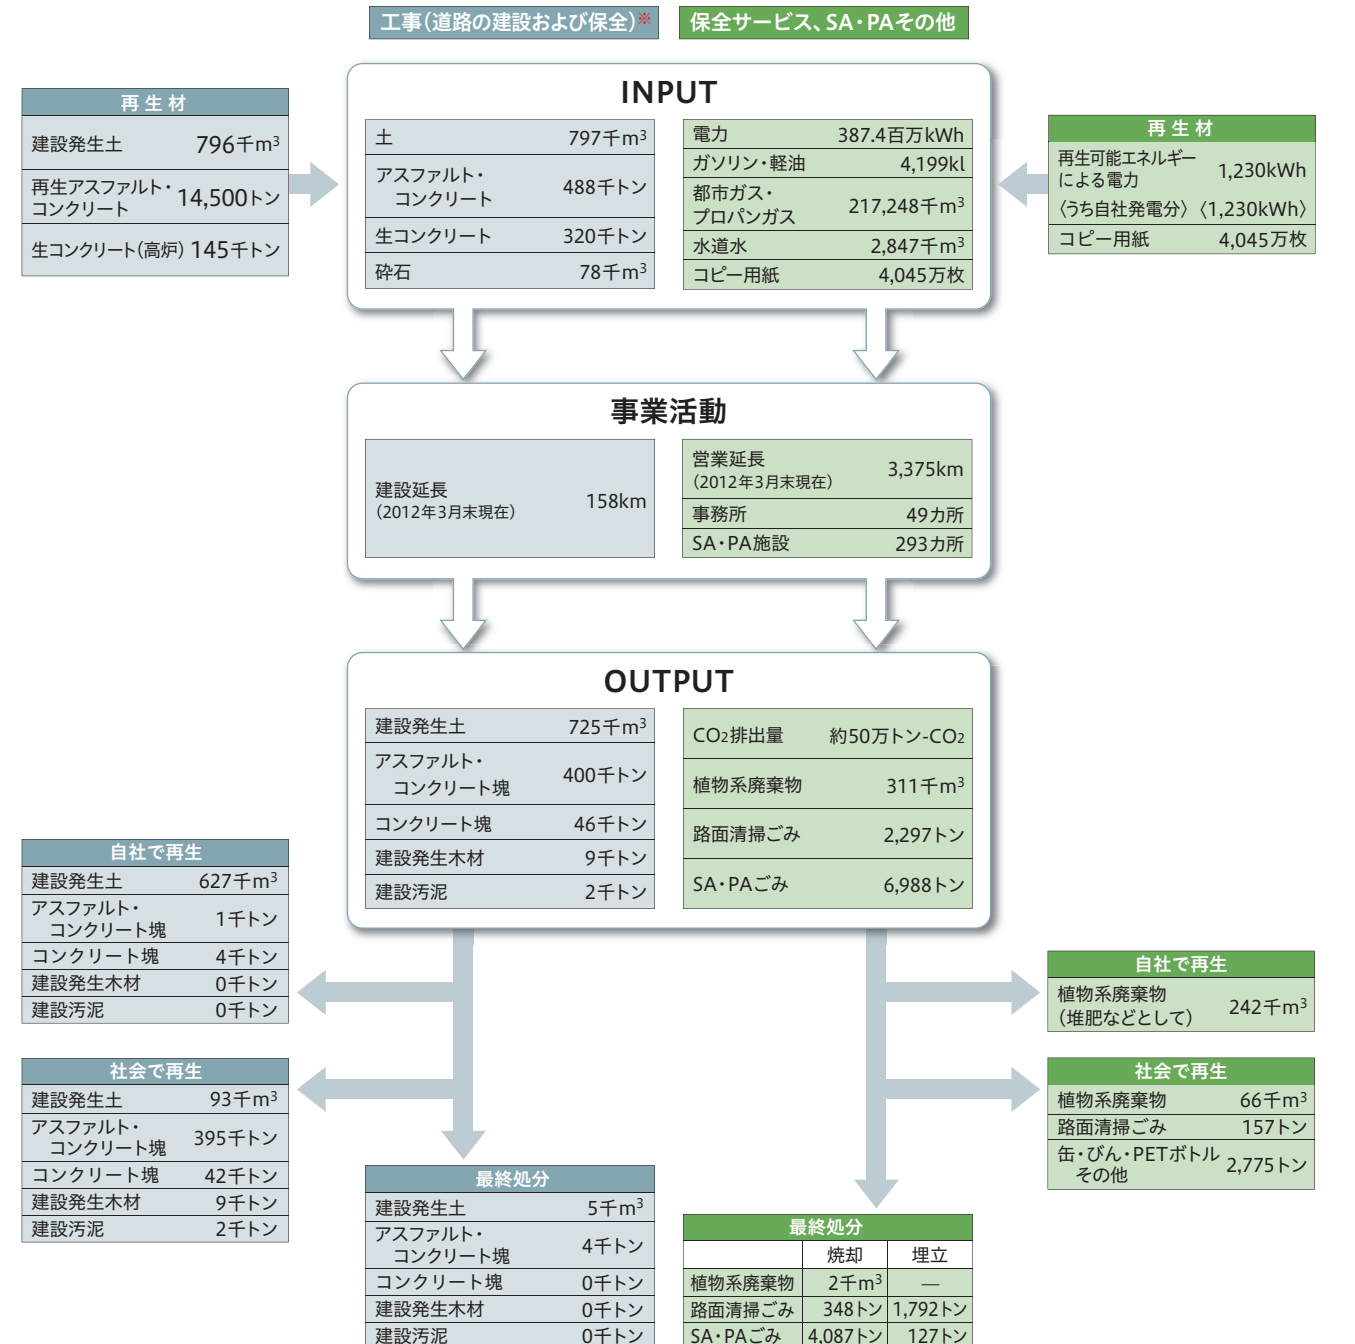 工事（道路の建設および保全）※
保全サービス、SA・PAその他
INPUT
再生材
建設発生土 796千m³
再生アスファルト・
コンクリート 14,500トン
生コンクリート（高炉） 145千トン
土 797千m³
アスファルト・
コンクリート 488千トン
生コンクリート 320千トン
砕石 78千m³
電力 387.4百万kWh
ガソリン・軽油 4,199kl
都市ガス・
プロパンガス 217,248千m³
水道水 2,847千m³
コピー用紙 4,045万枚
再生材
再生可能エネルギー
による電力 1,230kWh
〈うち自社発電分〉〈1,230kWh〉
コピー用紙 4,045万枚
事業活動
建設延長
（2012年3月末現在） 158km
営業延長
（2012年3月末現在） 3,375km
事務所 49カ所
SA・PA施設 293カ所
OUTPUT
建設発生土 725千m³
アスファルト・
コンクリート塊 400千トン
コンクリート塊 46千トン
建設発生木材 9千トン
建設汚泥 2千トン
CO₂排出量 約50万トン-CO₂
植物系廃棄物 311千m³
路面清掃ごみ 2,297トン
SA・PAごみ 6,988トン
自社で再生
建設発生土 627千m³
アスファルト・
コンクリート塊 1千トン
コンクリート塊 4千トン
建設発生木材 0千トン
建設汚泥 0千トン
社会で再生
建設発生土 93千m³
アスファルト・
コンクリート塊 395千トン
コンクリート塊 42千トン
建設発生木材 9千トン
建設汚泥 2千トン
最終処分
建設発生土 5千m³
アスファルト・
コンクリート塊 4千トン
コンクリート塊 0千トン
建設発生木材 0千トン
建設汚泥 0千トン
自社で再生
植物系廃棄物
（堆肥などとして） 242千m³
社会で再生
植物系廃棄物 66千m³
路面清掃ごみ 157トン
缶・びん・PETボトル
その他 2,775トン
最終処分
焼却 埋立
植物系廃棄物 2千m³ —
路面清掃ごみ 348トン 1,792トン
SA・PAごみ 4,087トン 127トン